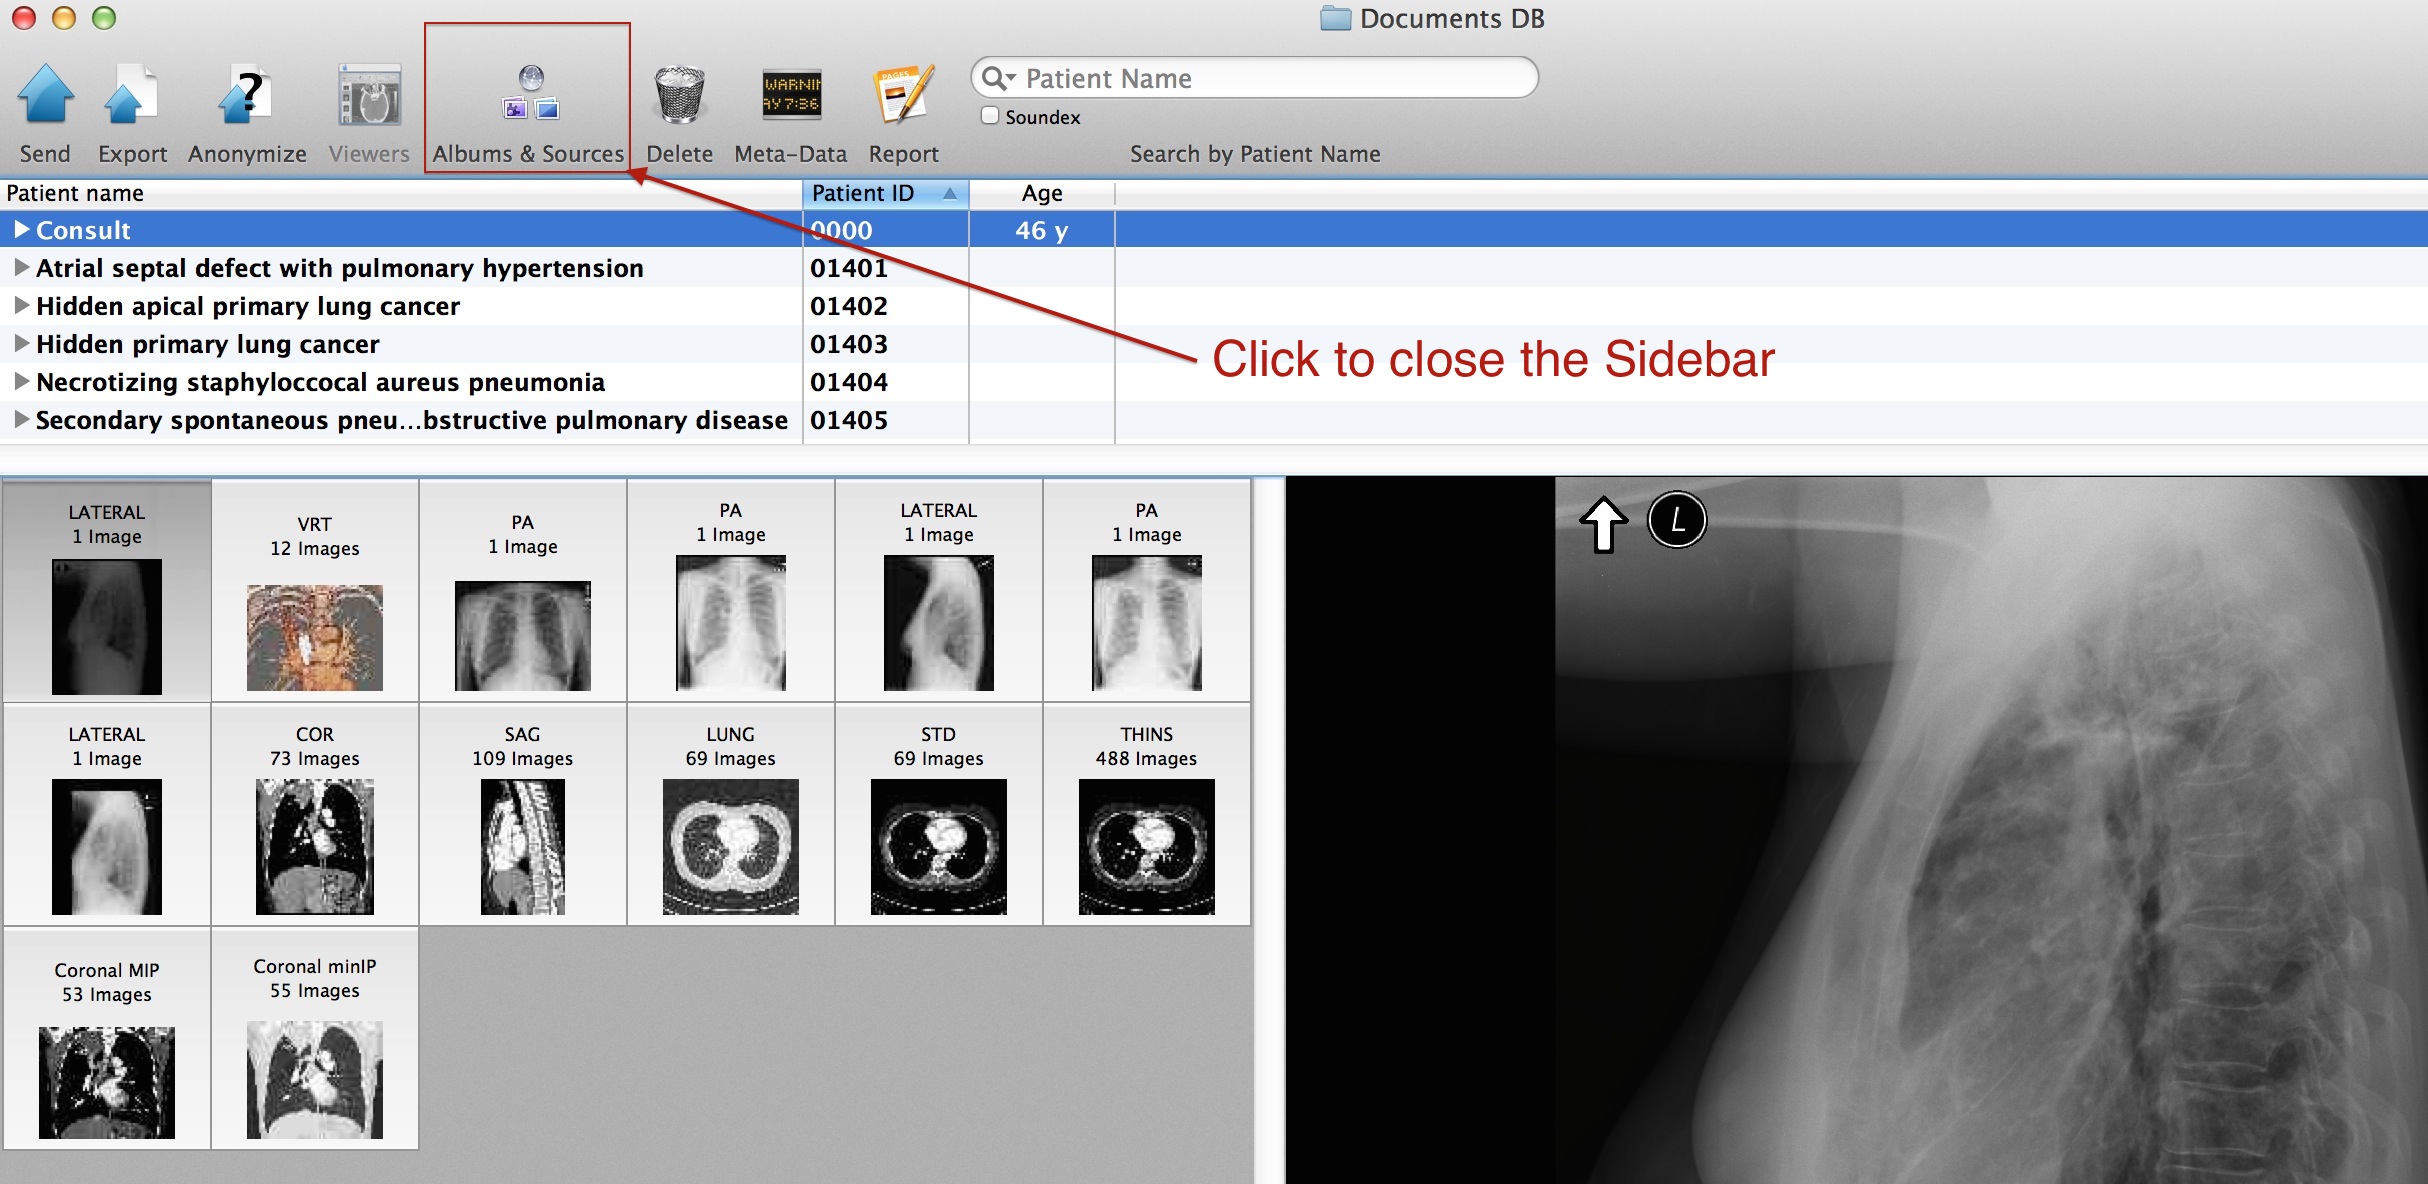 Documents DB
Send
Export
Anonymize
Viewers
Albums & Sources
Delete
Meta-Data
Report
WARNIN
AY 7:36
PAGES
?
Patient Name
Soundex
Search by Patient Name
Patient name Patient ID Age
Consult 0000 46 y
Atrial septal defect with pulmonary hypertension 01401
Hidden apical primary lung cancer 01402
Hidden primary lung cancer 01403
Necrotizing staphyloccocal aureus pneumonia 01404
Secondary spontaneous pneu...bstructive pulmonary disease 01405
Click to close the Sidebar
LATERAL
1 Image
VRT
12 Images
PA
1 Image
PA
1 Image
LATERAL
1 Image
PA
1 Image
LATERAL
1 Image
COR
73 Images
SAG
109 Images
LUNG
69 Images
STD
69 Images
THINS
488 Images
Coronal MIP
53 Images
Coronal minIP
55 Images
L